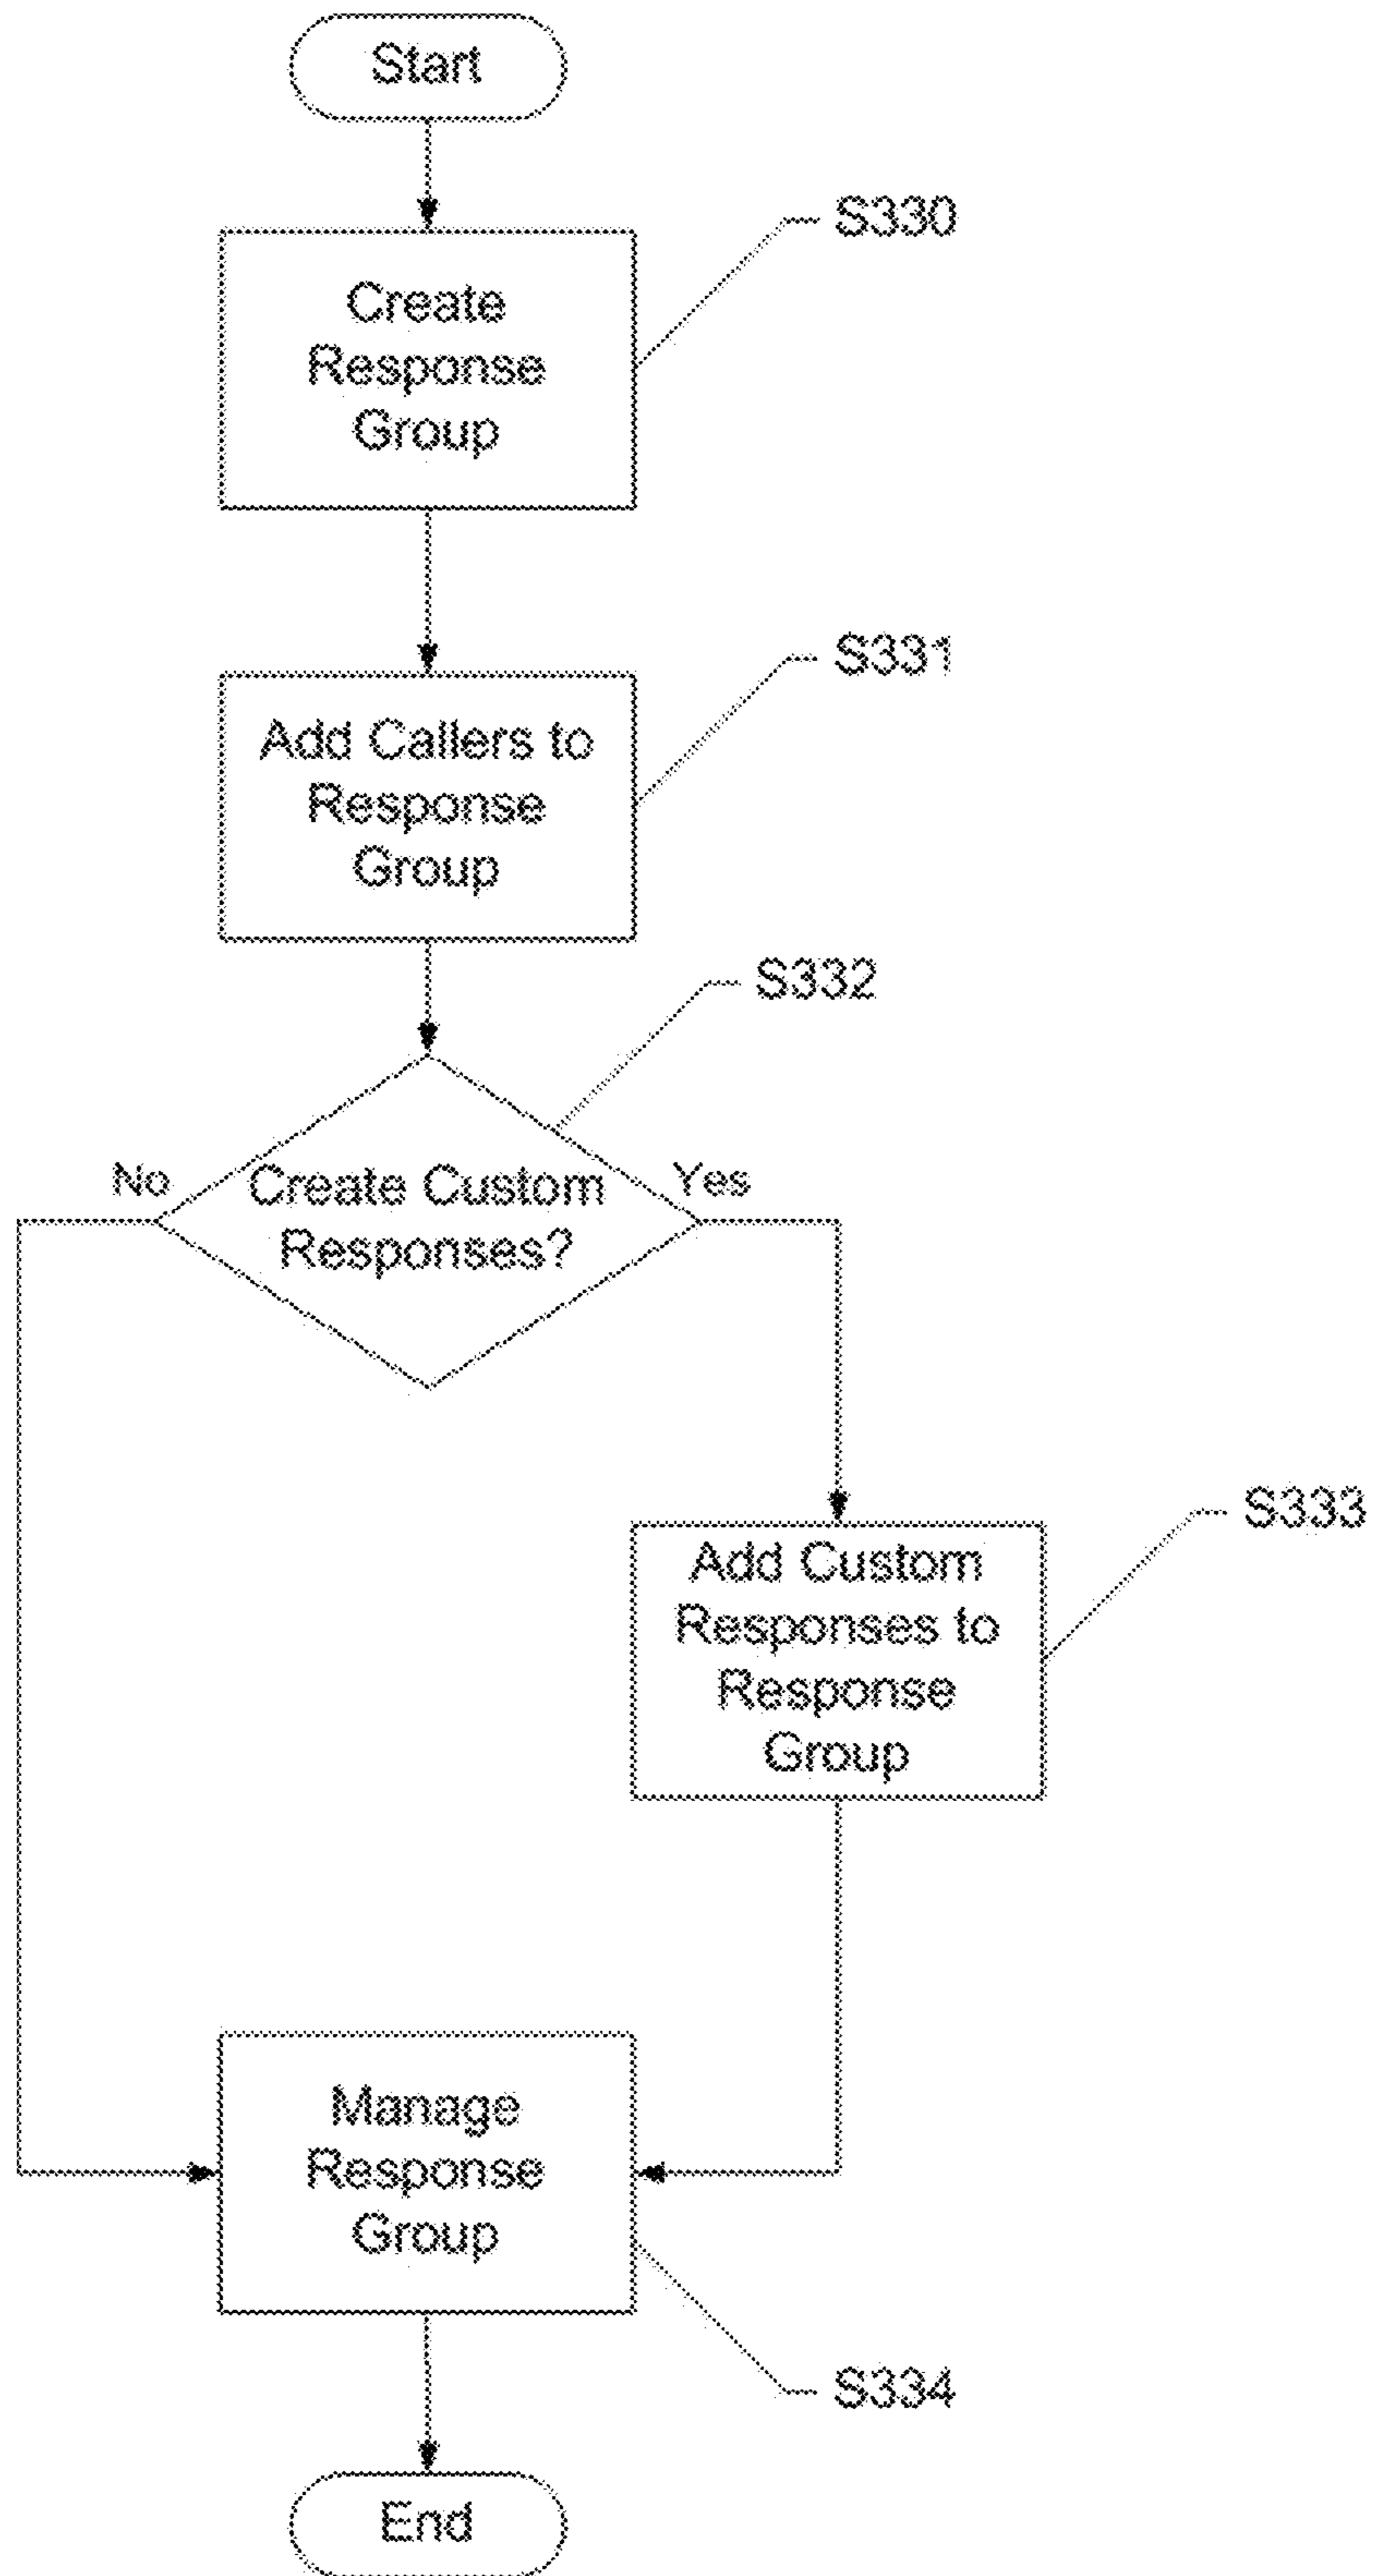 Start
S330
Create
Response
Group
S331
Add Callers to
Response
Group
S332
No
Create Custom
Responses?
Yes
S333
Add Custom
Responses to
Response
Group
Manage
Response
Group
S334
End